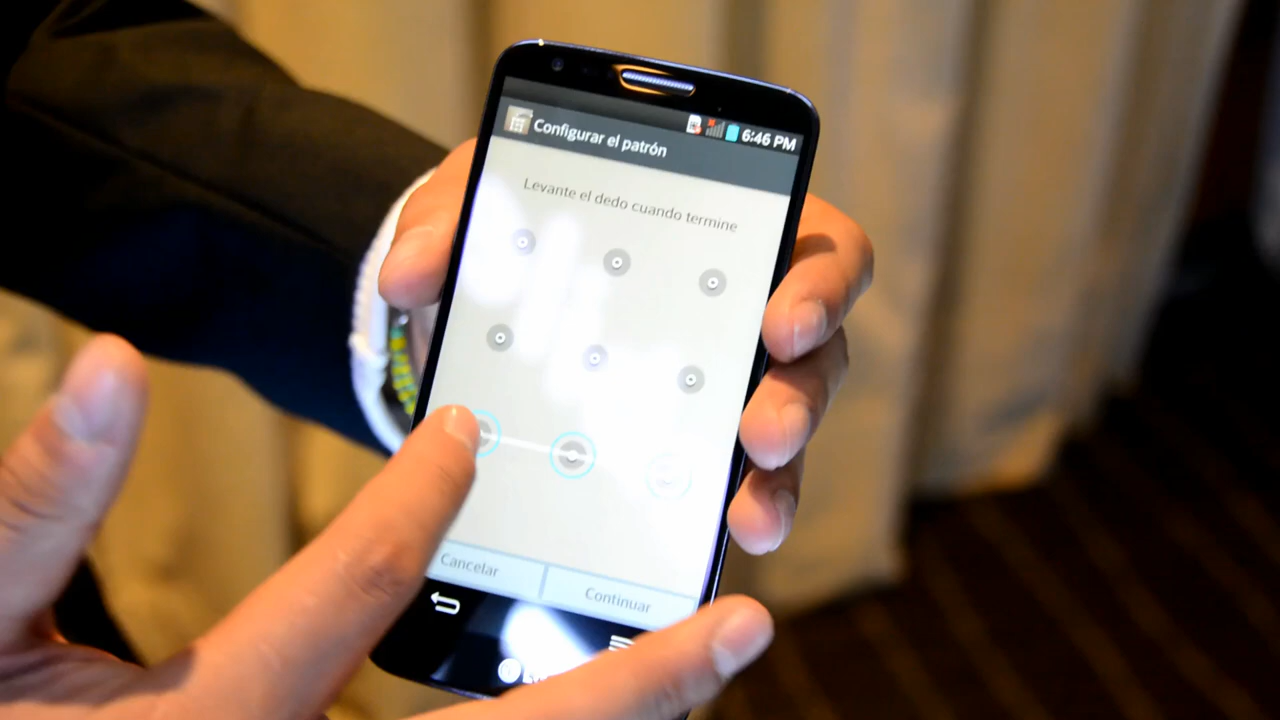 6:46 PM
Configurar el patrón
Levante el dedo cuando termine
Cancelar
Continuar